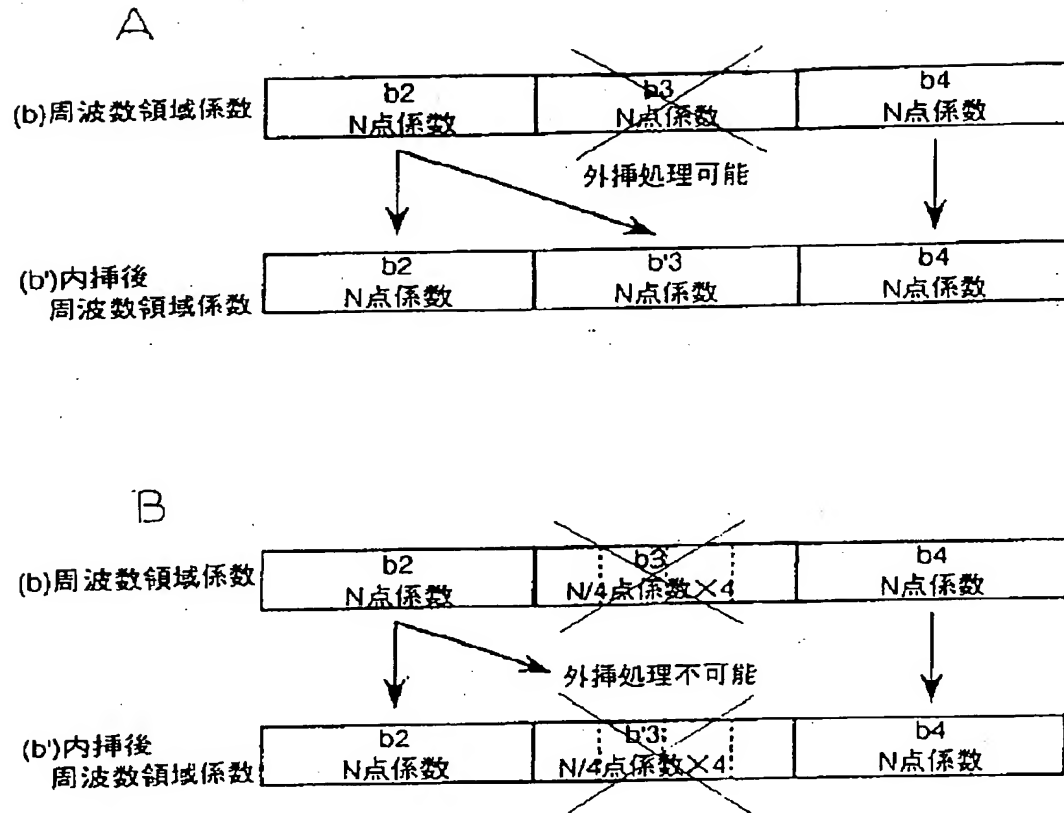 A
(b)周波数領域係数
b2
N点係数
b3
N点係数
b4
N点係数
外挿処理可能
(b')内挿後
周波数領域係数
b2
N点係数
b'3
N点係数
b4
N点係数
B
(b)周波数領域係数
b2
N点係数
b3
N/4点係数×4
b4
N点係数
外挿処理不可能
(b')内挿後
周波数領域係数
b2
N点係数
b'3
N/4点係数×4
b4
N点係数